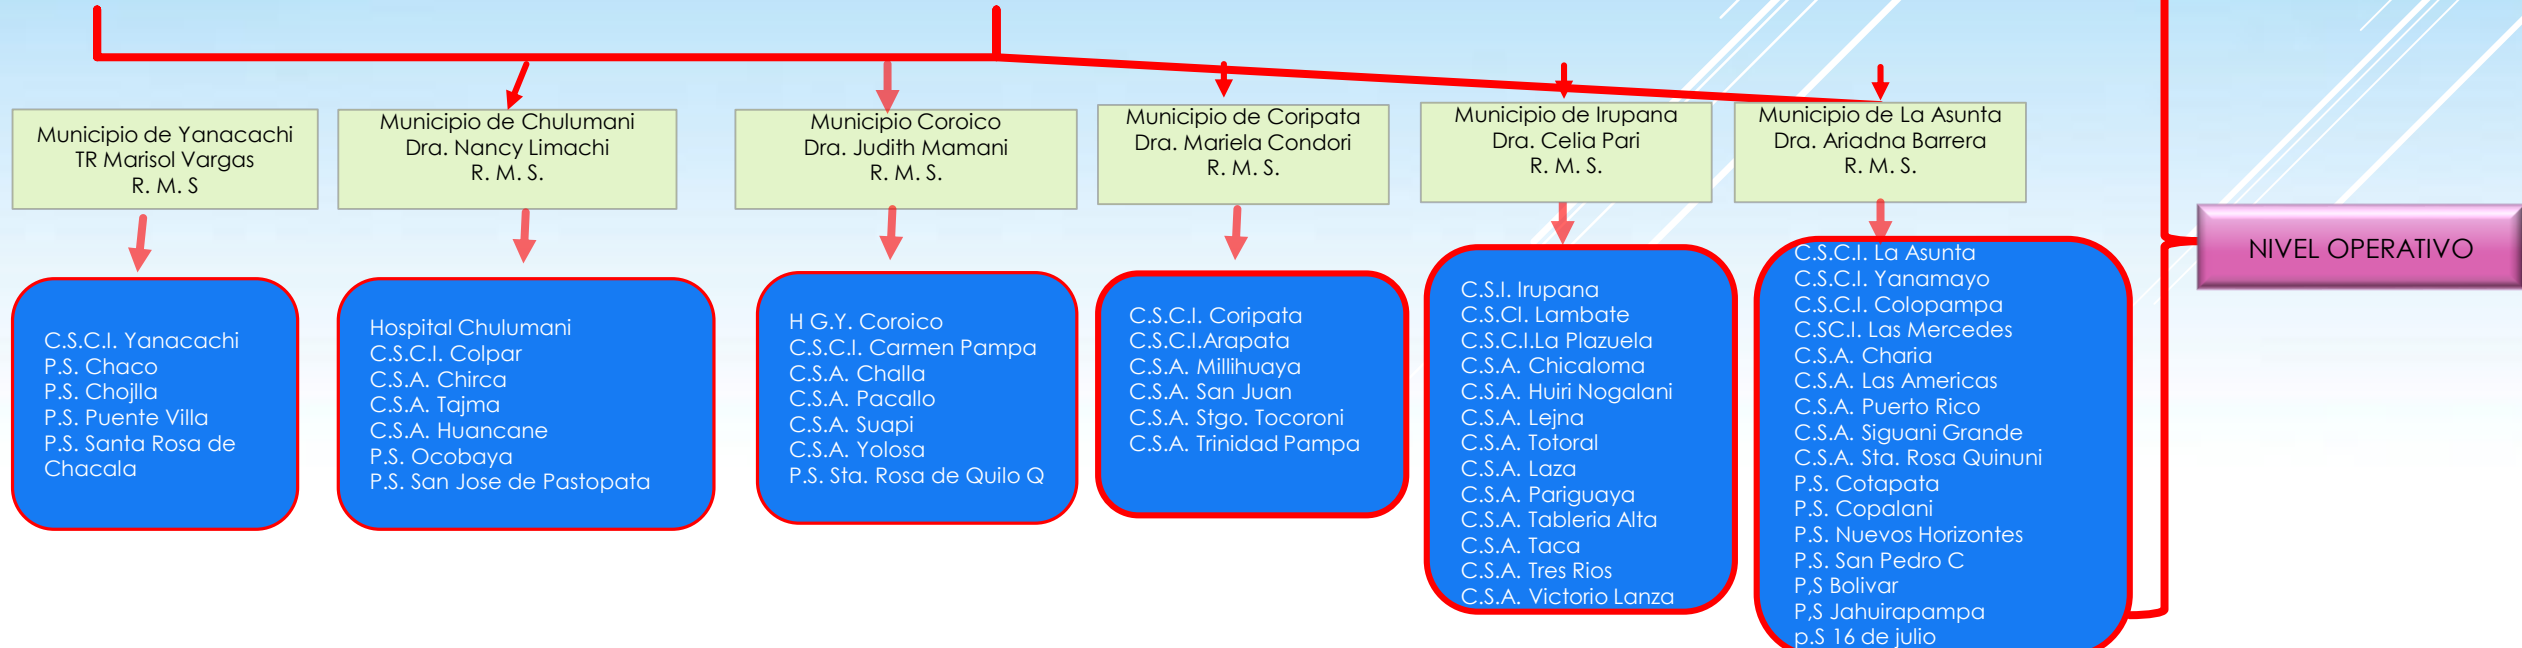 Municipio de Yanacachi
TR Marisol Vargas
R. M. S
Municipio de Chulumani
Dra. Nancy Limachi
R. M. S.
Municipio Coroico
Dra. Judith Mamani
R. M. S.
Municipio de Coripata
Dra. Mariela Condori
R. M. S.
Municipio de Irupana
Dra. Celia Pari
R. M. S.
Municipio de La Asunta
Dra. Ariadna Barrera
R. M. S.
NIVEL OPERATIVO
C.S.C.I. Yanacachi
P.S. Chaco
P.S. Chojlla
P.S. Puente Villa
P.S. Santa Rosa de
Chacala
Hospital Chulumani
C.S.C.I. Colpar
C.S.A. Chirca
C.S.A. Tajma
C.S.A. Huancane
P.S. Ocobaya
P.S. San Jose de Pastopata
H G.Y. Coroico
C.S.C.I. Carmen Pampa
C.S.A. Challa
C.S.A. Pacallo
C.S.A. Suapi
C.S.A. Yolosa
P.S. Sta. Rosa de Quilo Q
C.S.C.I. Coripata
C.S.C.I.Arapata
C.S.A. Millihuaya
C.S.A. San Juan
C.S.A. Stgo. Tocoroni
C.S.A. Trinidad Pampa
C.S.I. Irupana
C.S.CI. Lambate
C.S.C.I.La Plazuela
C.S.A. Chicaloma
C.S.A. Huiri Nogalani
C.S.A. Lejna
C.S.A. Totoral
C.S.A. Laza
C.S.A. Pariguaya
C.S.A. Tableria Alta
C.S.A. Taca
C.S.A. Tres Rios
C.S.A. Victorio Lanza
C.S.C.I. La Asunta
C.S.C.I. Yanamayo
C.S.C.I. Colopampa
C.SC.I. Las Mercedes
C.S.A. Charia
C.S.A. Las Americas
C.S.A. Puerto Rico
C.S.A. Siguani Grande
C.S.A. Sta. Rosa Quinuni
P.S. Cotapata
P.S. Copalani
P.S. Nuevos Horizontes
P.S. San Pedro C
P,S Bolivar
P,S Jahuirapampa
p.S 16 de julio